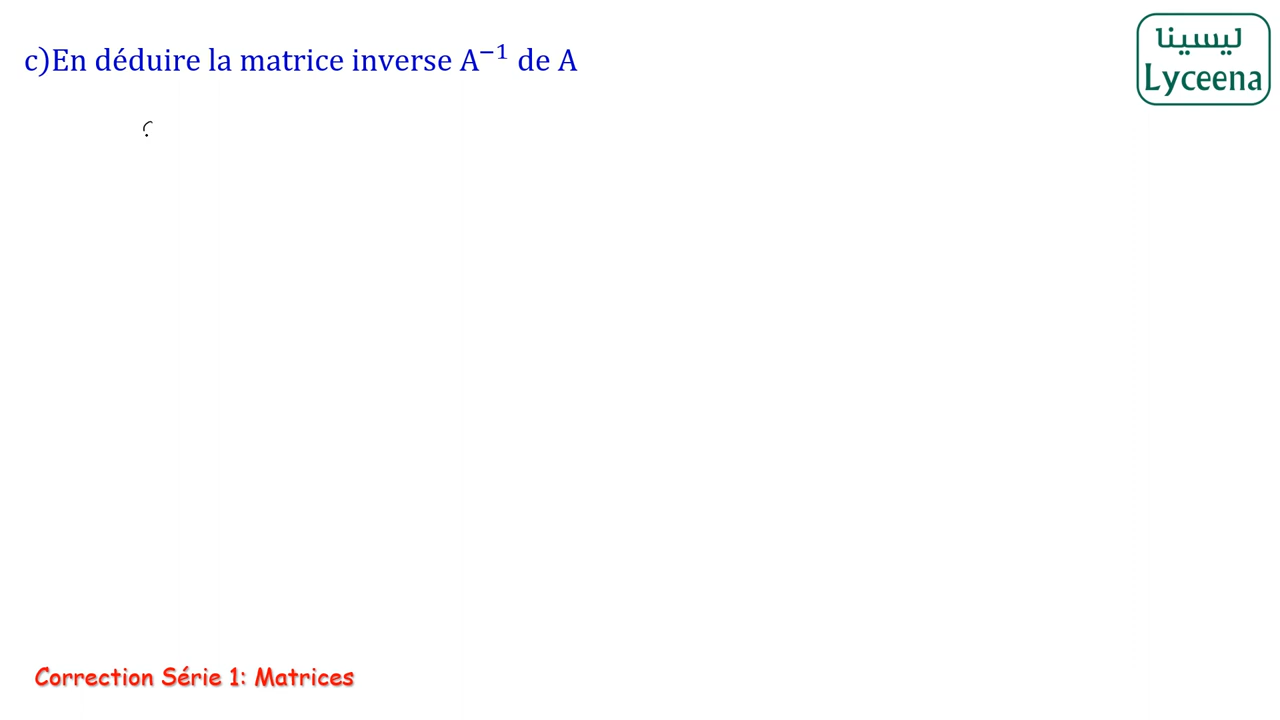 c)En déduire la matrice inverse A⁻¹ de A
ليسينا
Lyceena
Correction Série 1: Matrices